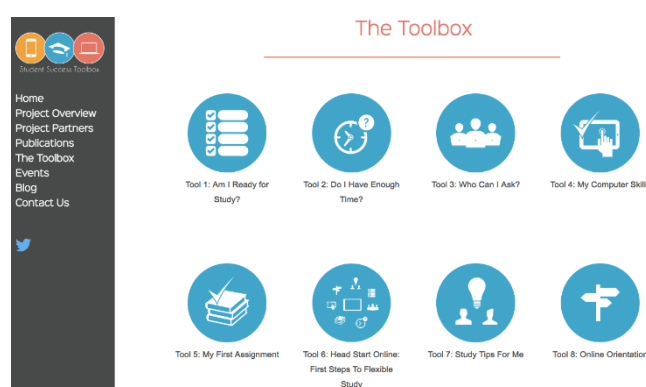 Student Success Toolbox
Home
Project Overview
Project Partners
Publications
The Toolbox
Events
Blog
Contact Us
The Toolbox
Tool 1: Am I Ready for
Study?
Tool 2: Do I Have Enough
Time?
Tool 3: Who Can I Ask?
Tool 4: My Computer Skill
?
Tool 5: My First Assignment
Tool 6: Head Start Online:
First Steps To Flexible
Study
Tool 7: Study Tips For Me
Tool 8: Online Orientation